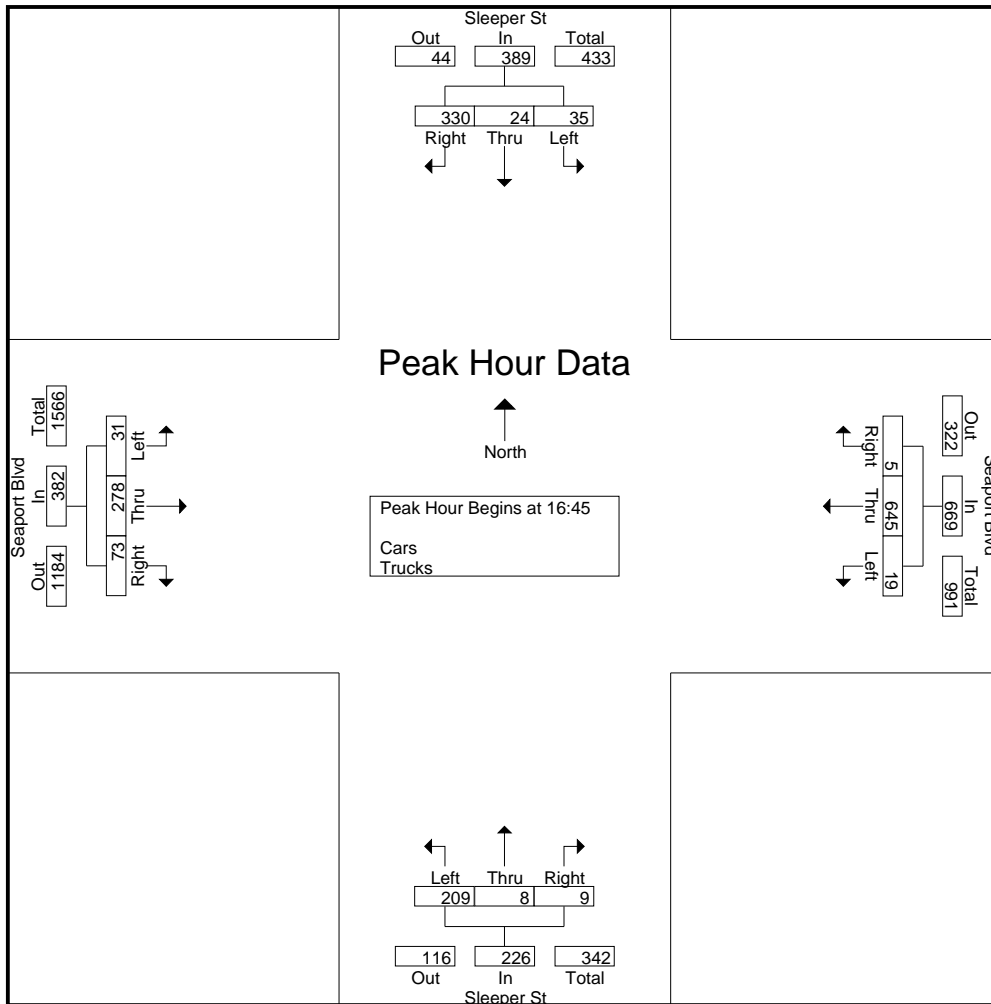 Sleeper St
Out In Total
44 389 433
330 24 35
Right Thru Left
Peak Hour Data
North
Peak Hour Begins at 16:45
Cars
Trucks
Seaport Blvd
Total In Out
1566 382 1184
31 278 73
Left Thru Right
Seaport Blvd
Out In Total
322 669 991
5 645 19
Right Thru Left
Left Thru Right
209 8 9
116 226 342
Out In Total
Sleeper St